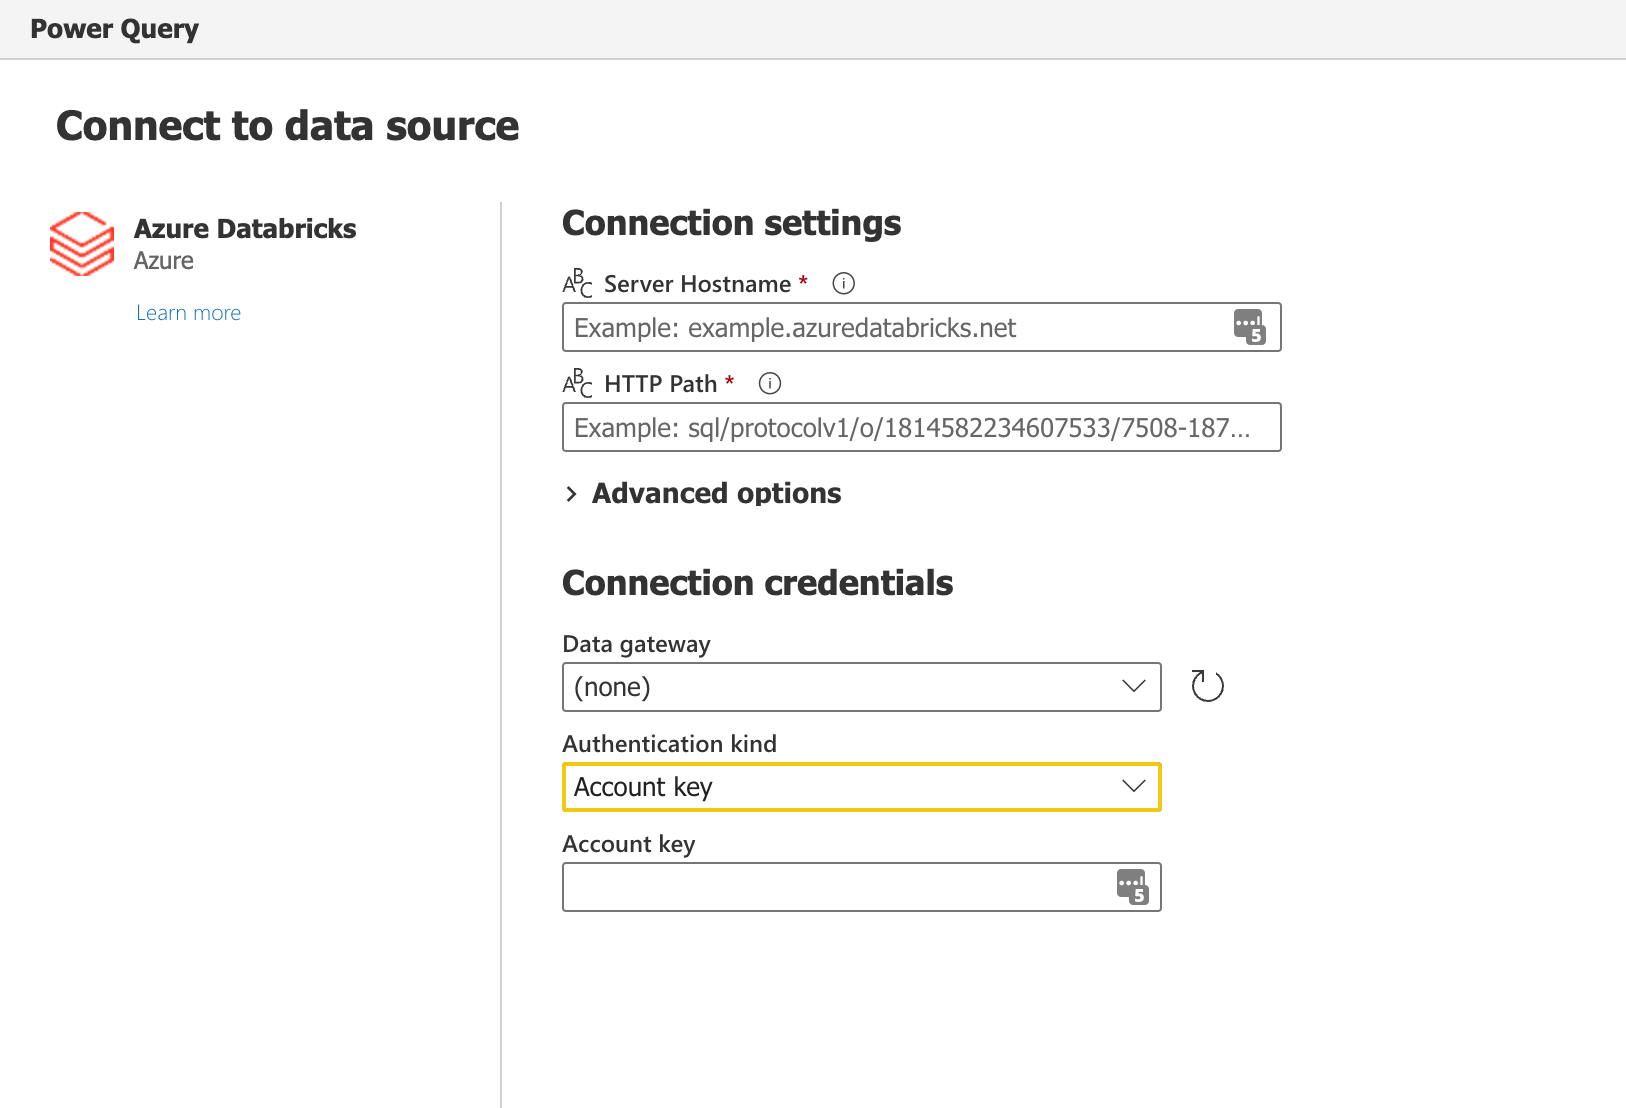 Power Query
Connect to data source
Azure Databricks
Azure
Learn more
Connection settings
ABC Server Hostname *
Example: example.azuredatabricks.net
5
ABC HTTP Path *
Example: sql/protocolv1/o/1814582234607533/7508-187...
Advanced options
Connection credentials
Data gateway
(none)
Authentication kind
Account key
Account key
5